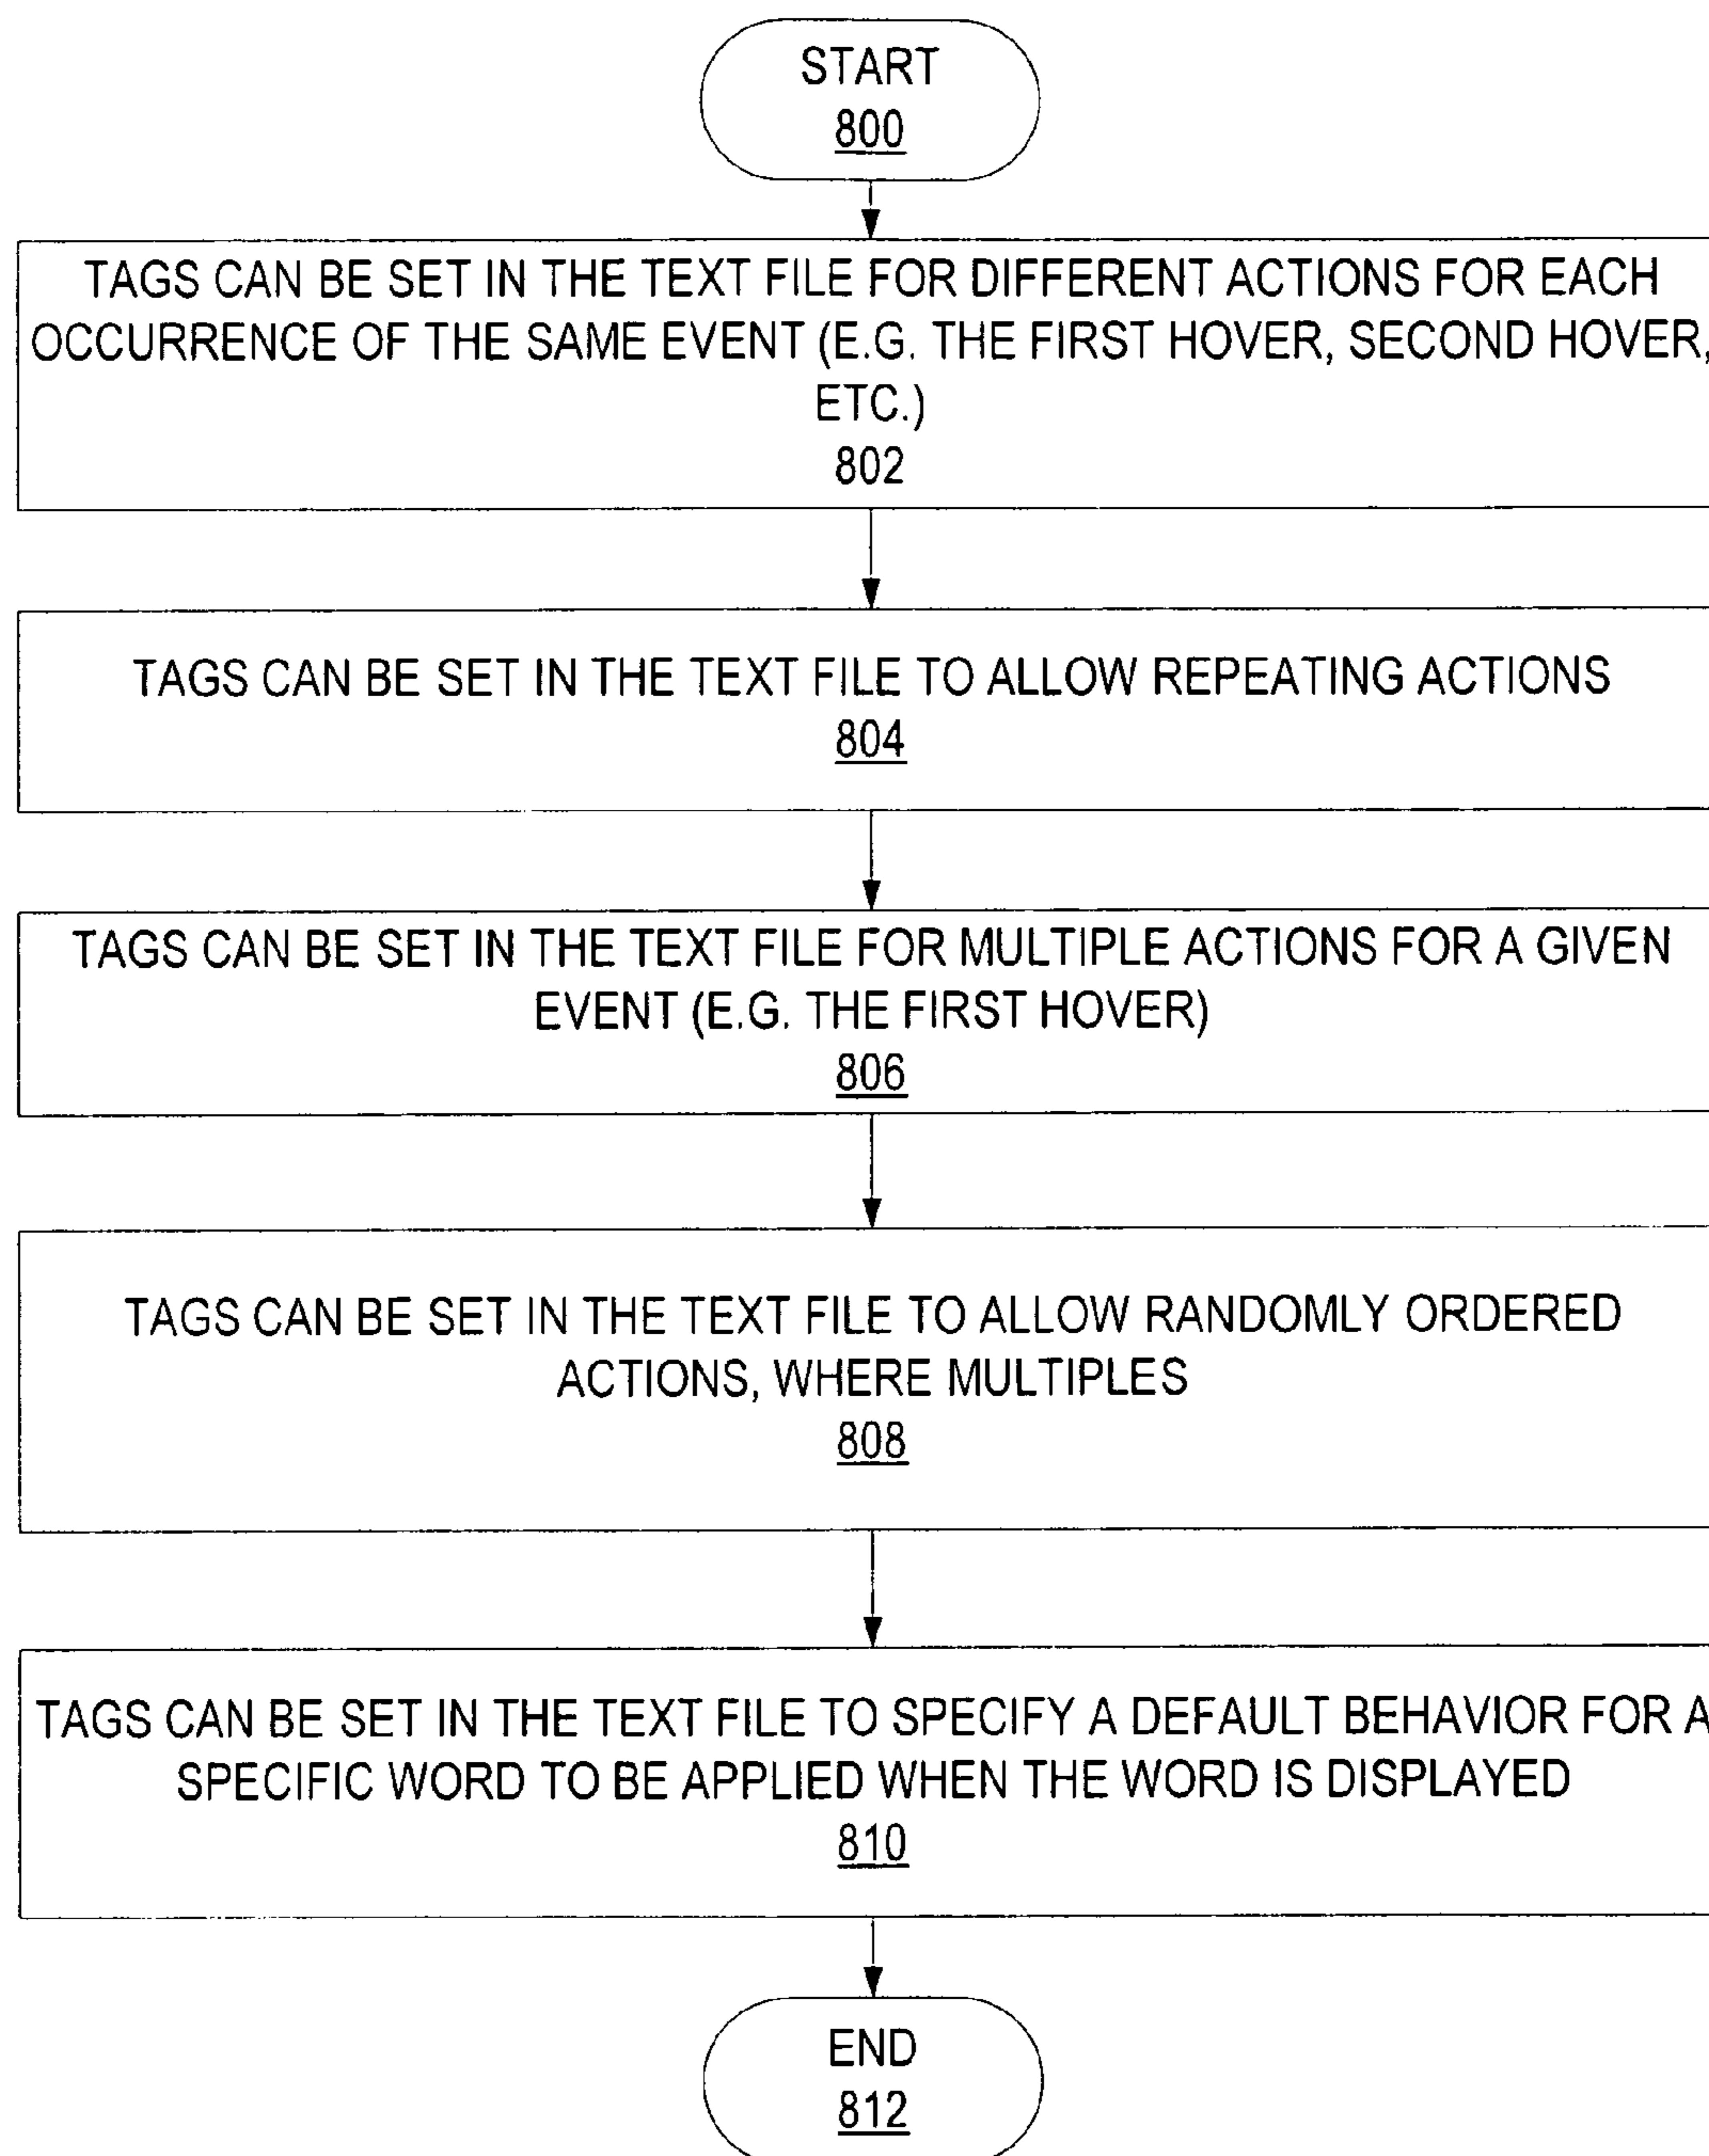 START
800
TAGS CAN BE SET IN THE TEXT FILE FOR DIFFERENT ACTIONS FOR EACH
OCCURRENCE OF THE SAME EVENT (E.G. THE FIRST HOVER, SECOND HOVER,
ETC.)
802
TAGS CAN BE SET IN THE TEXT FILE TO ALLOW REPEATING ACTIONS
804
TAGS CAN BE SET IN THE TEXT FILE FOR MULTIPLE ACTIONS FOR A GIVEN
EVENT (E.G. THE FIRST HOVER)
806
TAGS CAN BE SET IN THE TEXT FILE TO ALLOW RANDOMLY ORDERED
ACTIONS, WHERE MULTIPLES
808
TAGS CAN BE SET IN THE TEXT FILE TO SPECIFY A DEFAULT BEHAVIOR FOR A
SPECIFIC WORD TO BE APPLIED WHEN THE WORD IS DISPLAYED
810
END
812